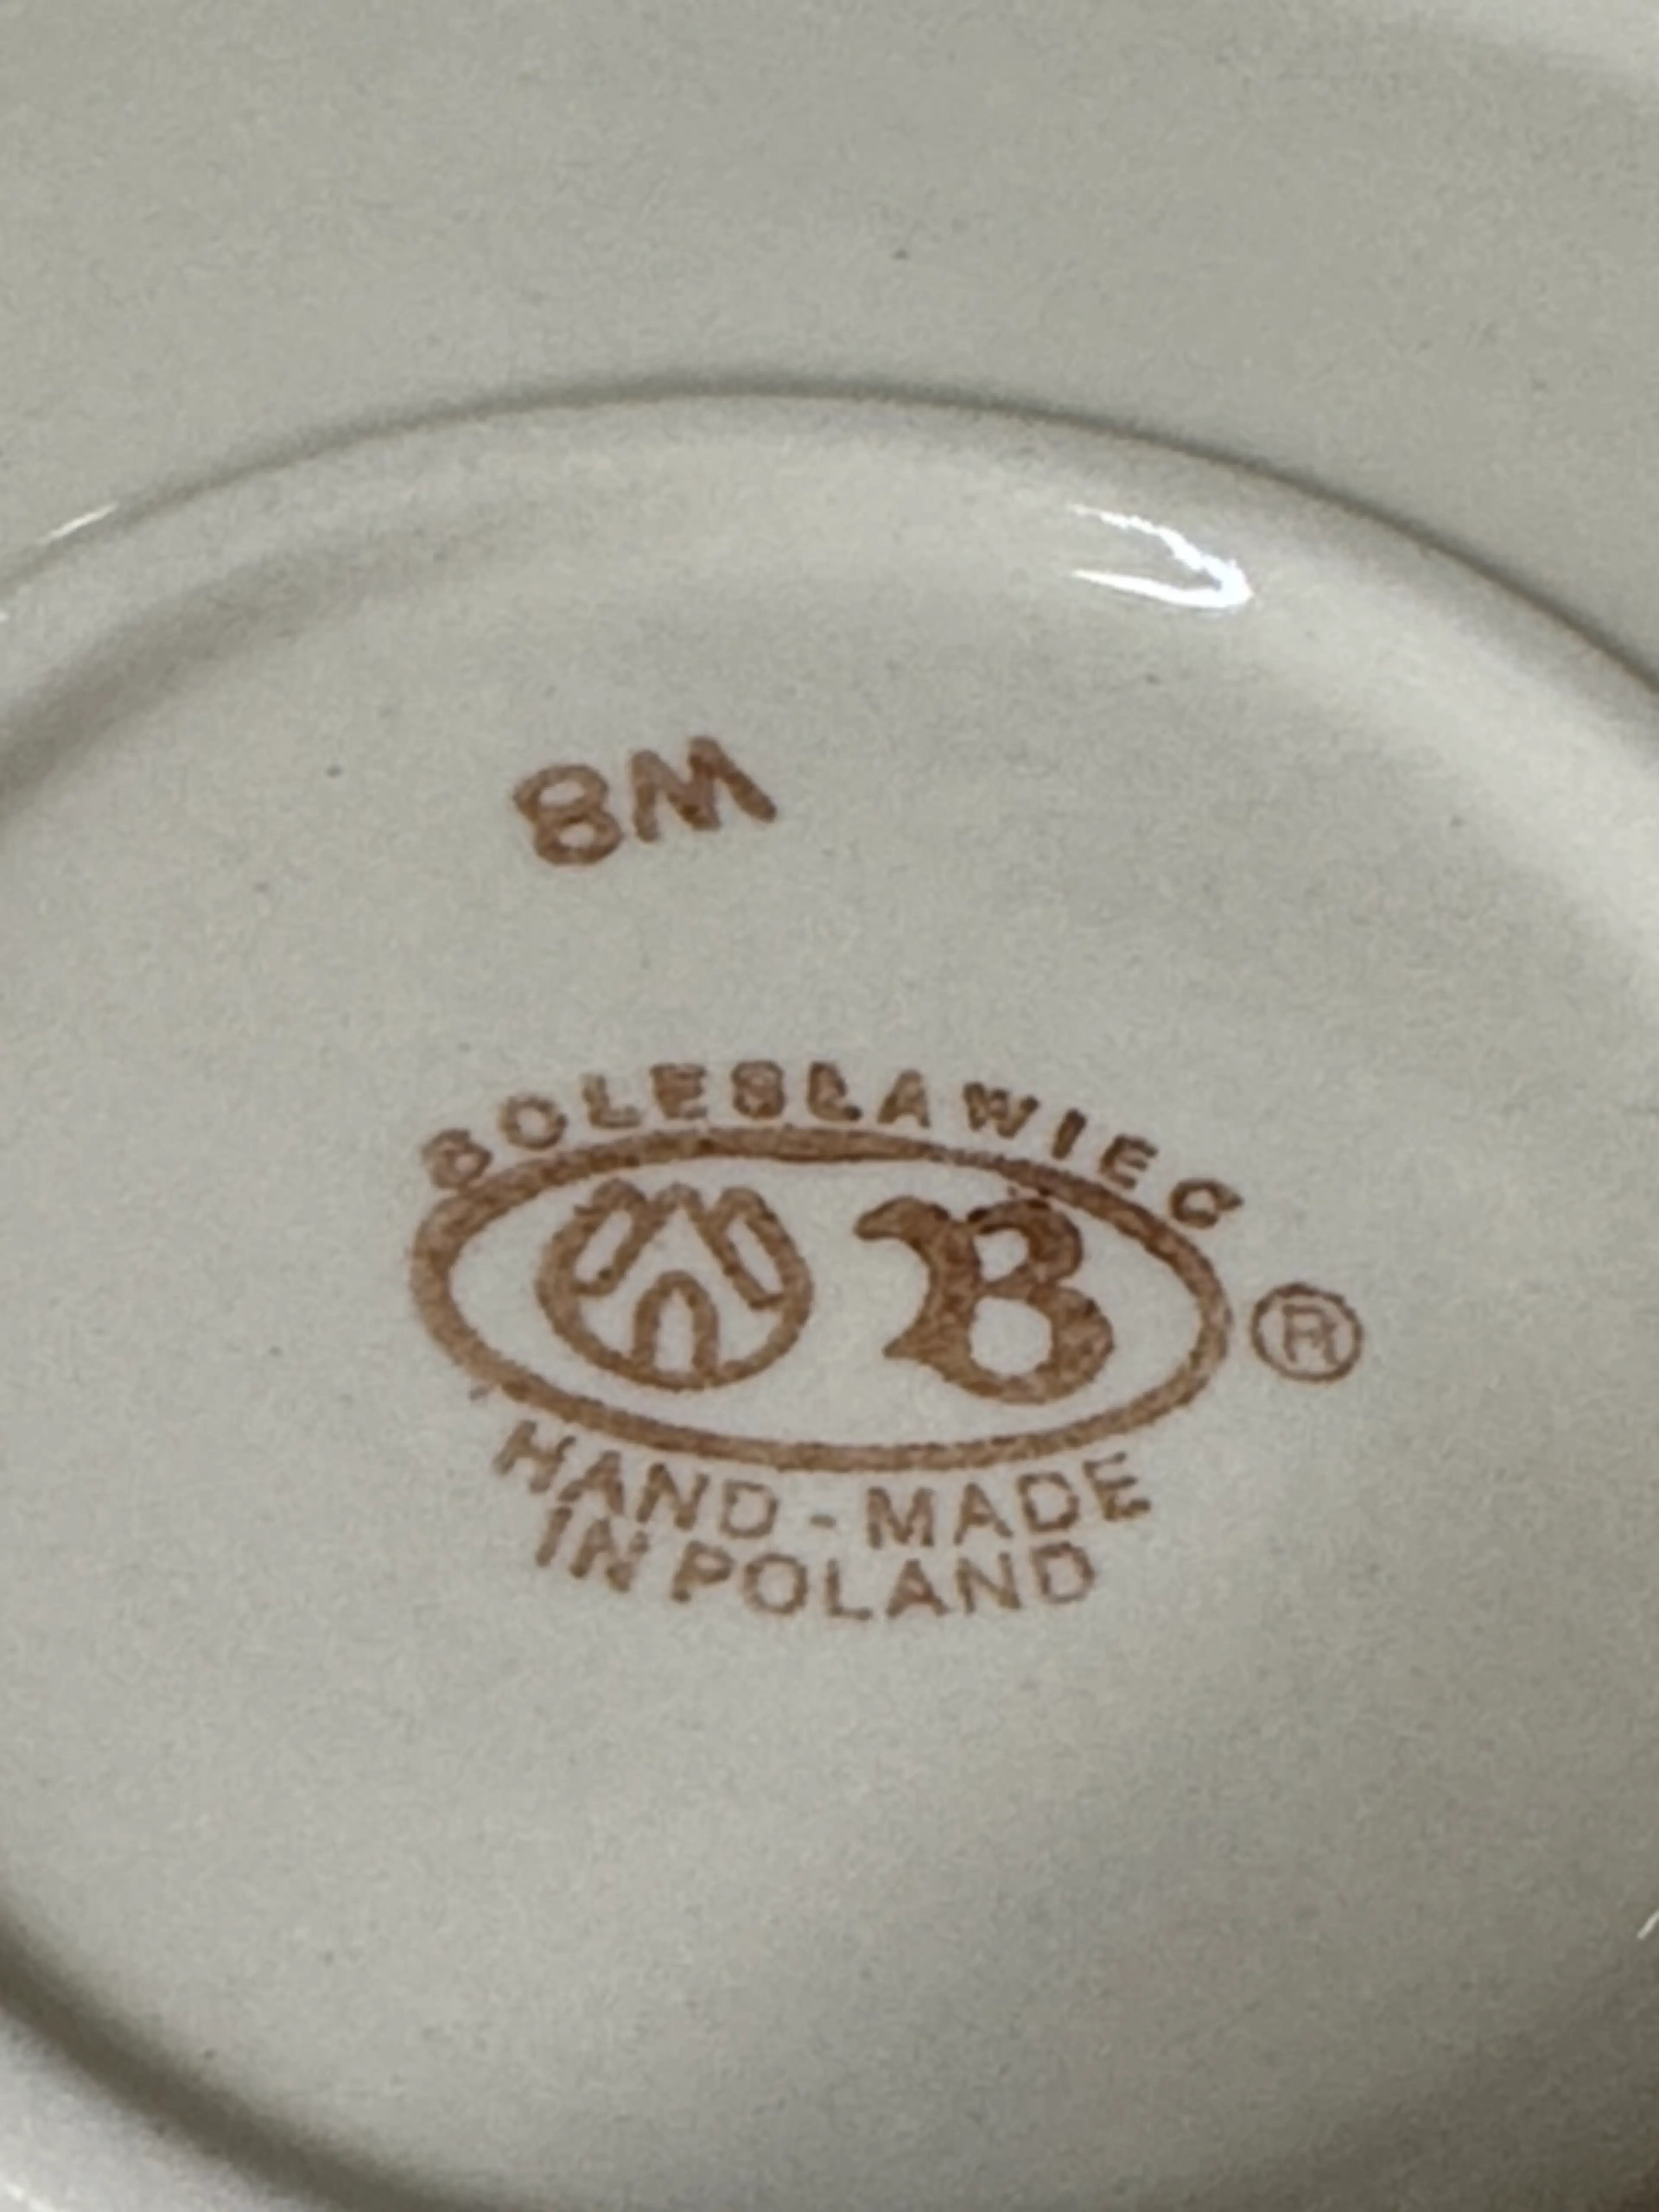 8M
BOLESŁAWIEC
B ®
HAND-MADE
IN POLAND